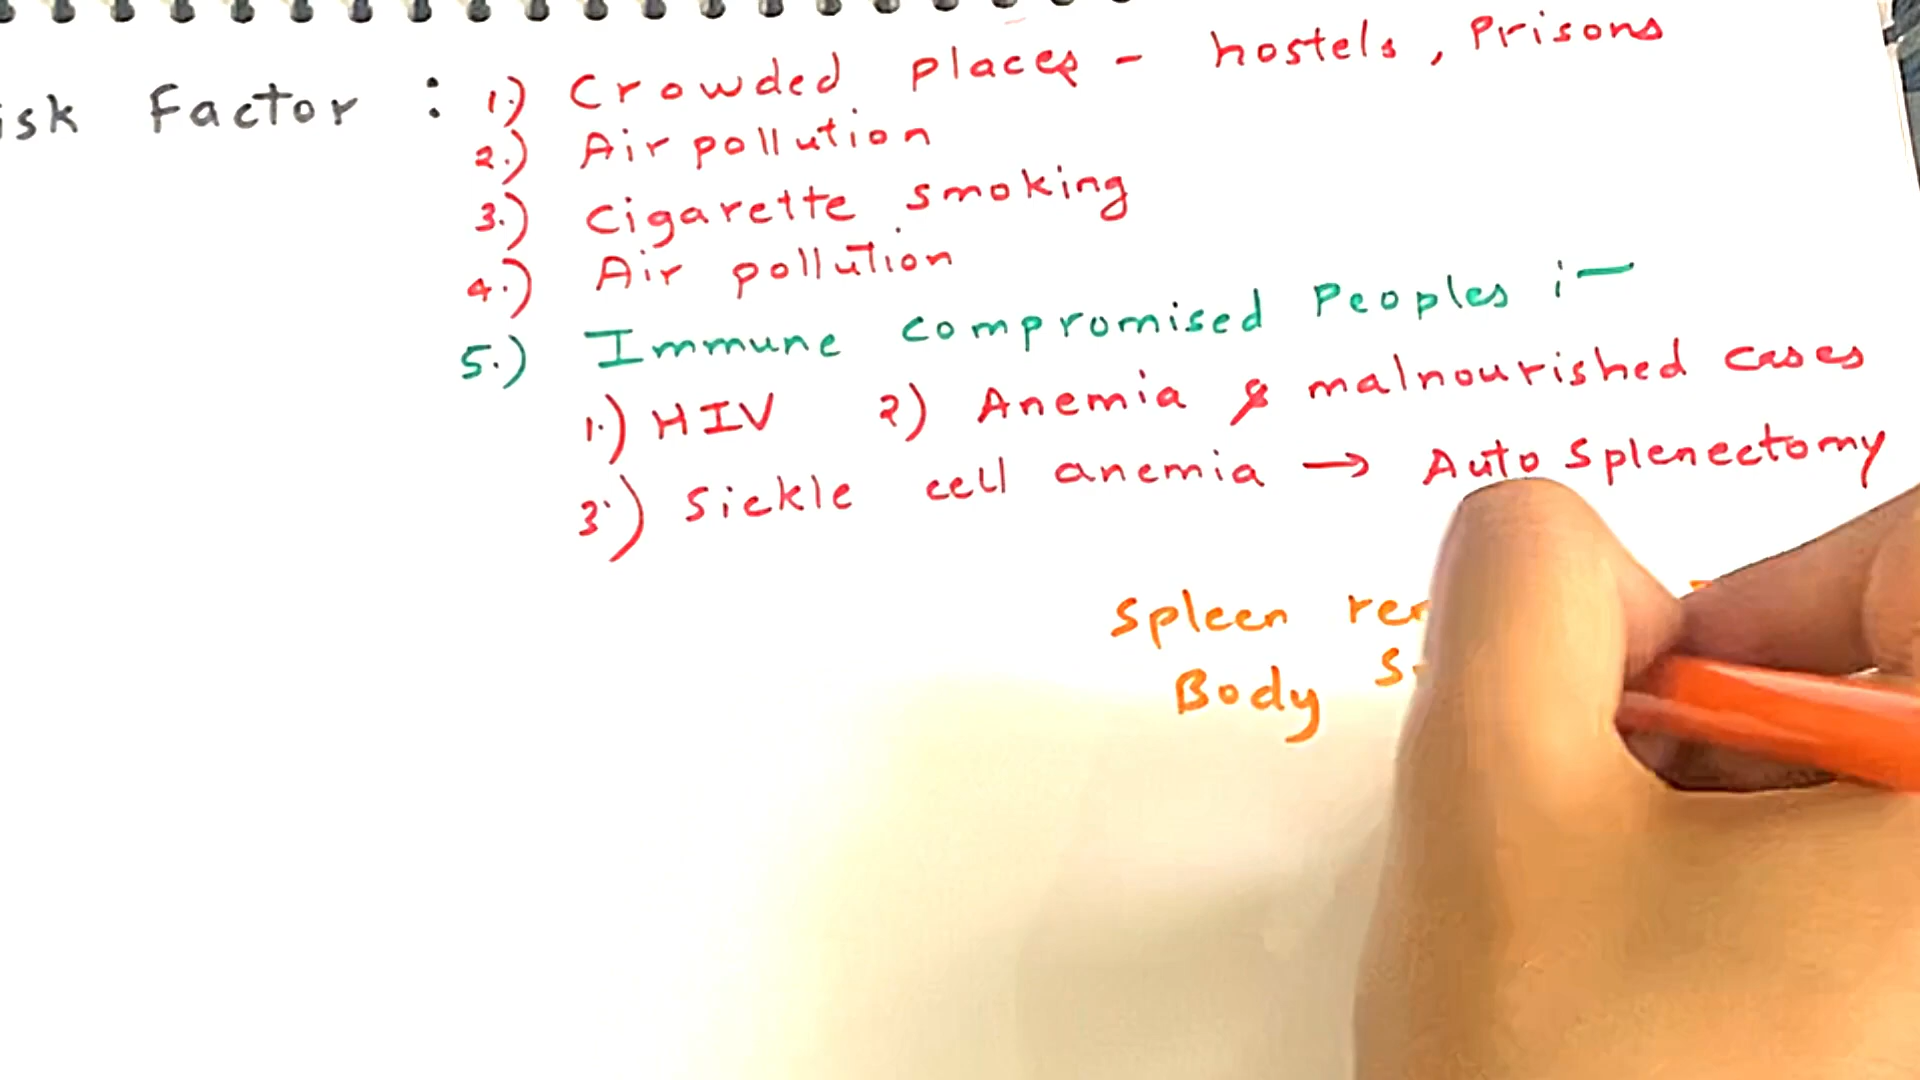 Factor : 1.) Crowded places - hostels, Prisons
2.) Air pollution
3.) Cigarette smoking
4.) Air pollution
5.) Immune compromised Peoples :-
1.) HIV 2) Anemia & malnourished cases
3.) Sickle cell anemia → Auto Splenectomy
Spleen
Body